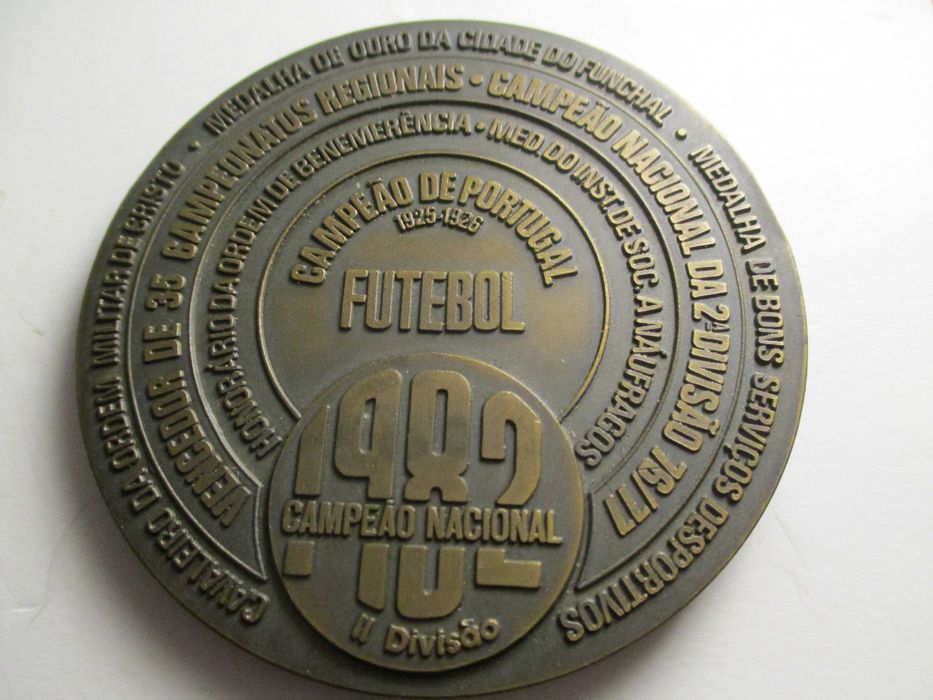 CAVALEIRO DA ORDEM MILITAR DE CRISTO • MEDALHA DE OURO DA CIDADE DO FUNCHAL • MEDALHA DE BONS SERVIÇOS DESPORTIVOS
VENCEDOR DE 35 CAMPEONATOS REGIONAIS • CAMPEÃO NACIONAL DA 2ª DIVISÃO 76/77
HONORÁRIO DA ORDEM DE BENEMERÊNCIA • MED. DO INST. DE SOC. A NÁUFRAGOS
CAMPEÃO DE PORTUGAL
1925-1926
FUTEBOL
1982
CAMPEÃO NACIONAL
II Divisão